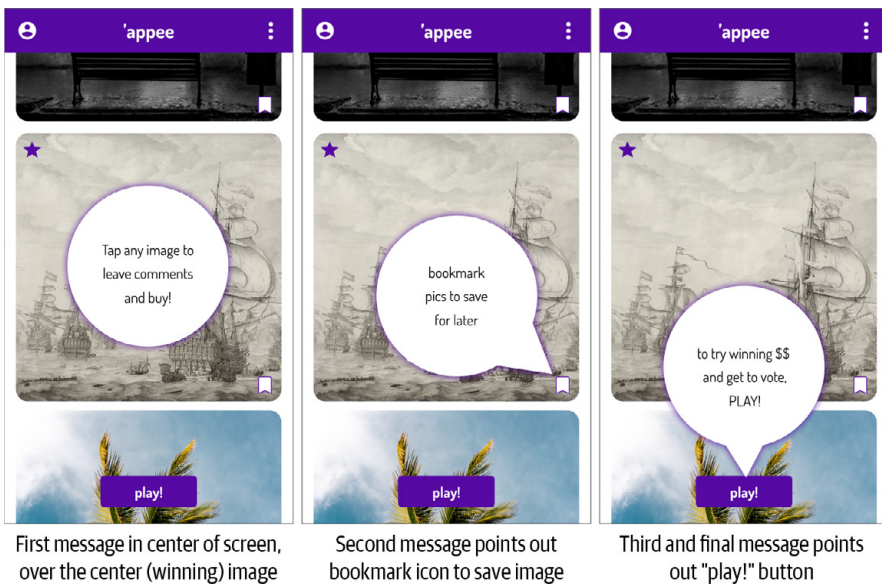 'appee
Tap any image to
leave comments
and buy!
play!
First message in center of screen,
over the center (winning) image
'appee
bookmark
pics to save
for later
play!
Second message points out
bookmark icon to save image
'appee
to try winning $$
and get to vote,
PLAY!
play!
Third and final message points
out "play!" button